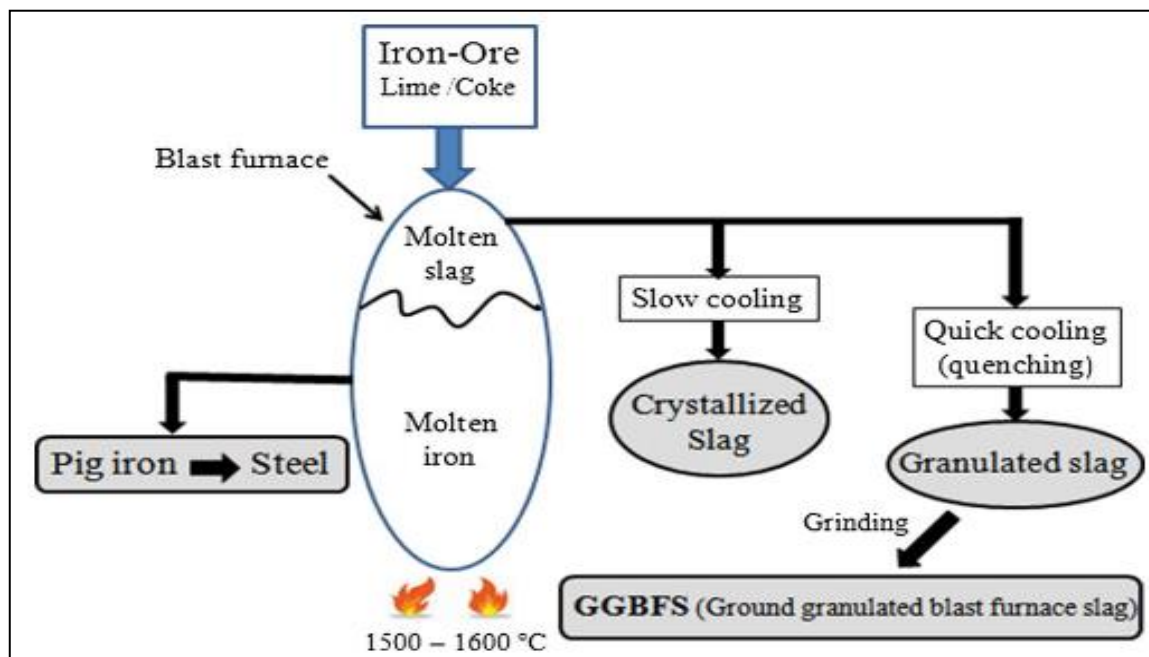 Iron-Ore
Lime /Coke
Blast furnace
Molten
slag
Slow cooling
Quick cooling
(quenching)
Crystallized
Slag
Molten
iron
Pig iron Steel
Granulated slag
Grinding
GGBFS (Ground granulated blast furnace slag)
1500 – 1600 °C